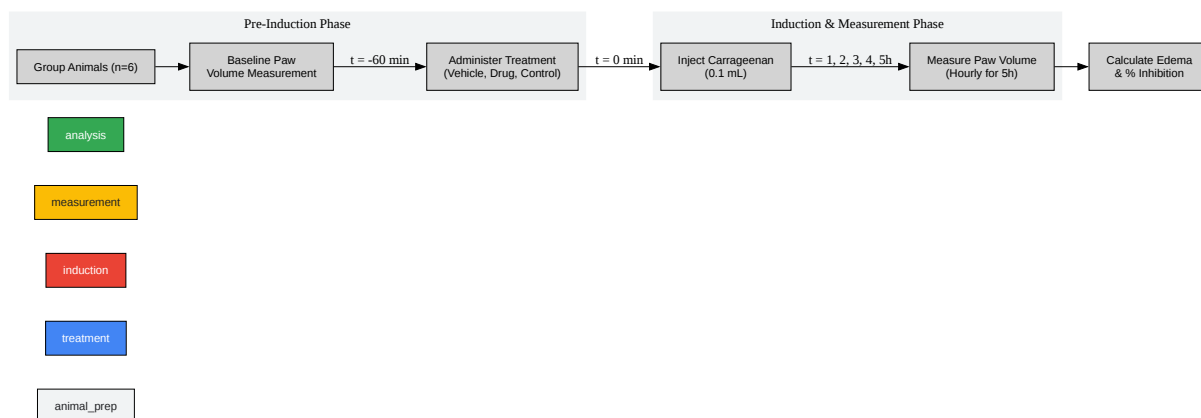 Pre-Induction Phase
Induction & Measurement Phase
Group Animals (n=6)
Baseline Paw
Volume Measurement
t = -60 min
Administer Treatment
(Vehicle, Drug, Control)
t = 0 min
Inject Carrageenan
(0.1 mL)
t = 1, 2, 3, 4, 5h
Measure Paw Volume
(Hourly for 5h)
Calculate Edema
& % Inhibition
analysis
measurement
induction
treatment
animal_prep